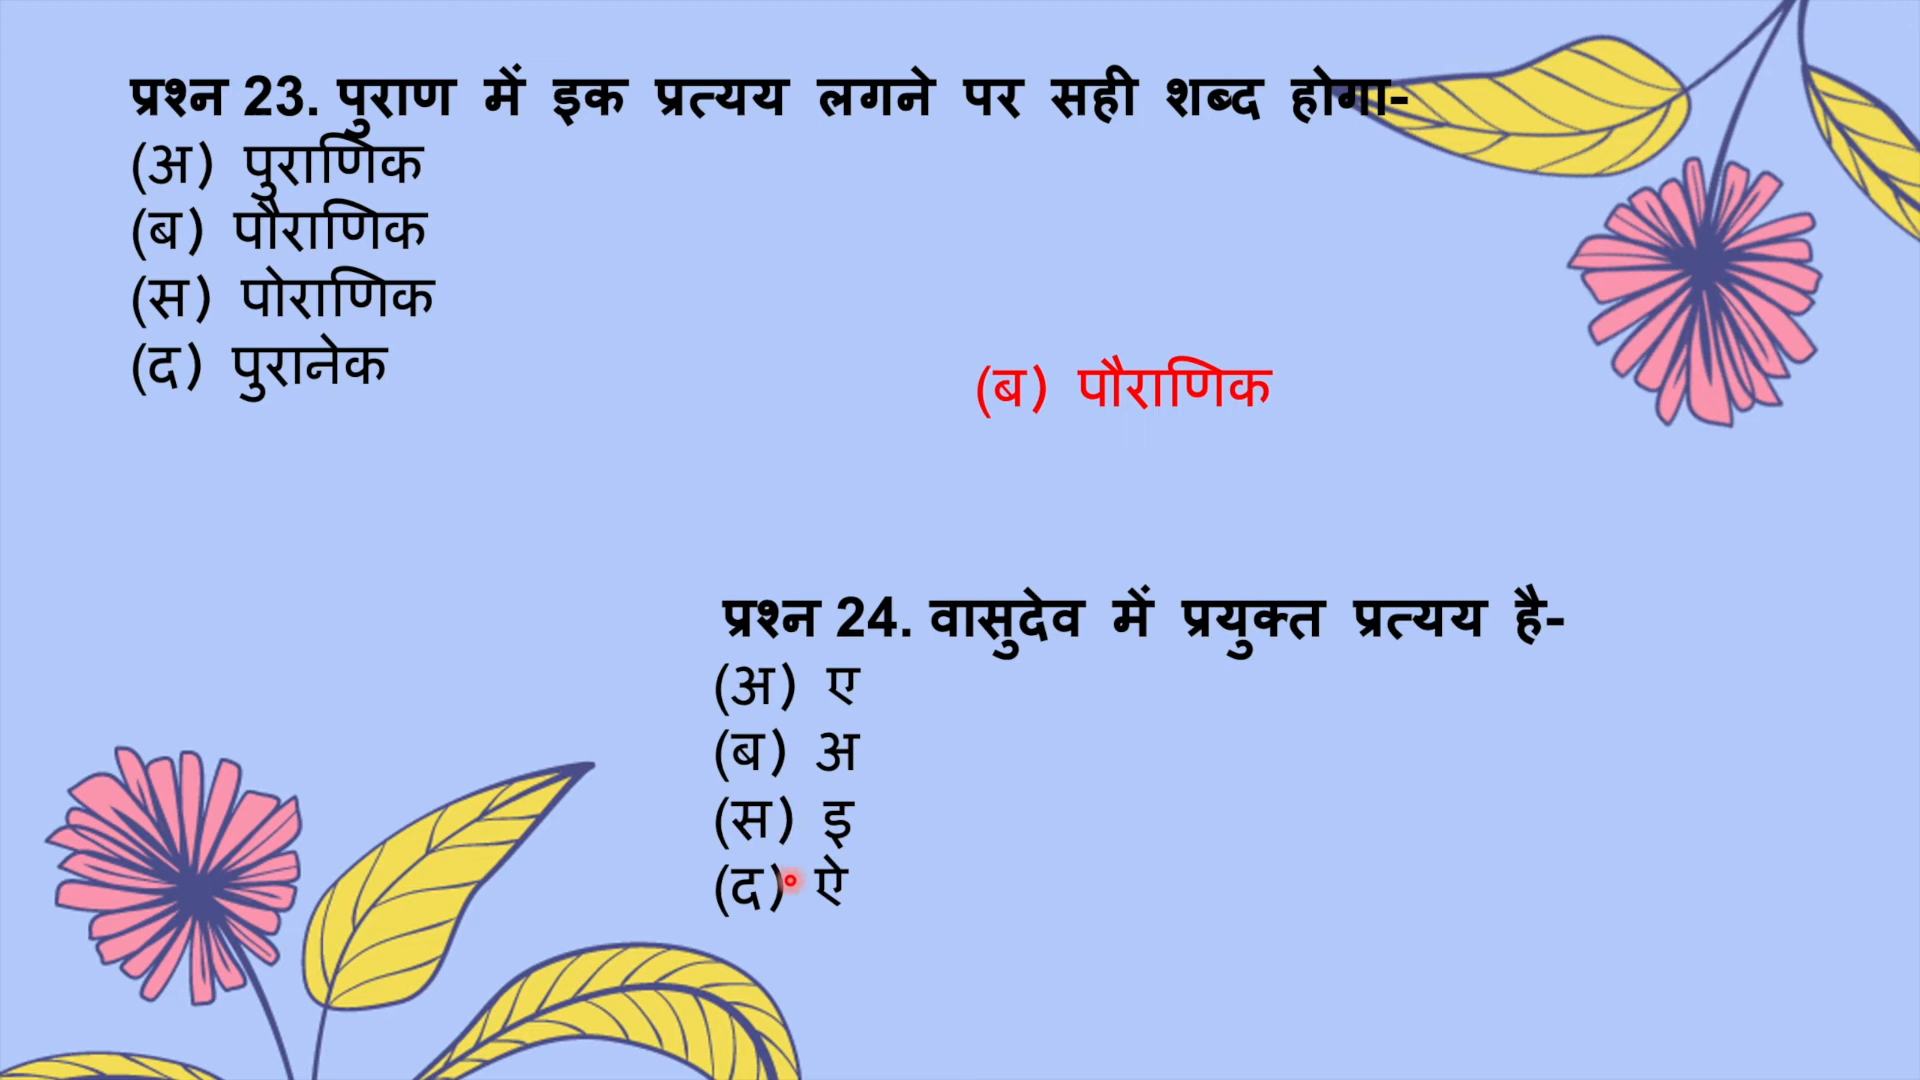 प्रश्न 23. पुराण में इक प्रत्यय लगने पर सही शब्द होगा-
(अ) पुराणिक
(ब) पौराणिक
(स) पोराणिक
(द) पुरानेक
(ब) पौराणिक
प्रश्न 24. वासुदेव में प्रयुक्त प्रत्यय है-
(अ) ए
(ब) अ
(स) इ
(द) ऐ